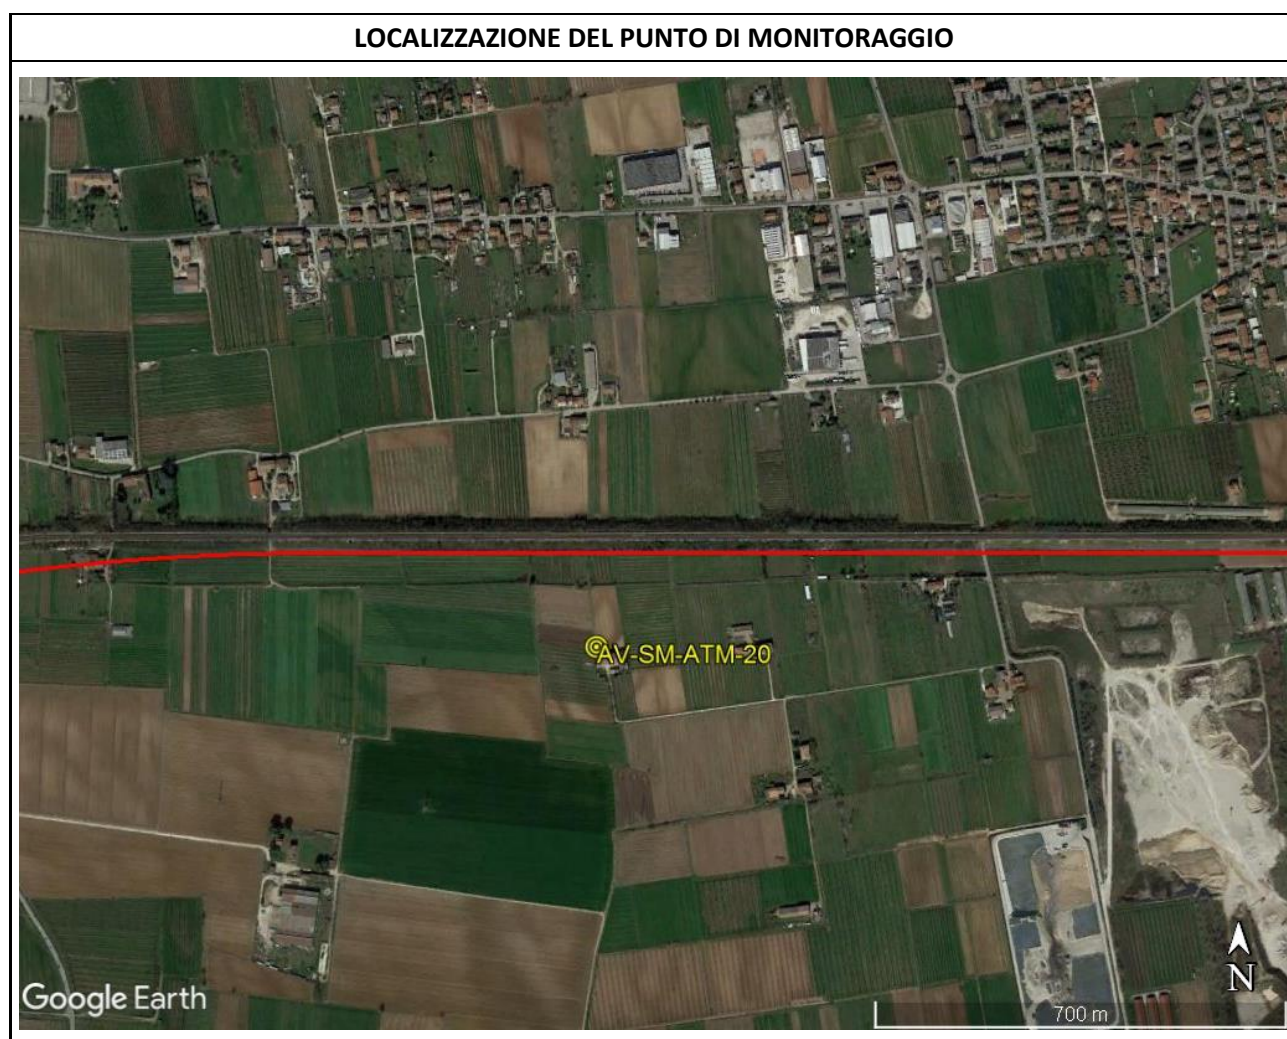 LOCALIZZAZIONE DEL PUNTO DI MONITORAGGIO
AV-SM-ATM-20
Google Earth
N
700 m